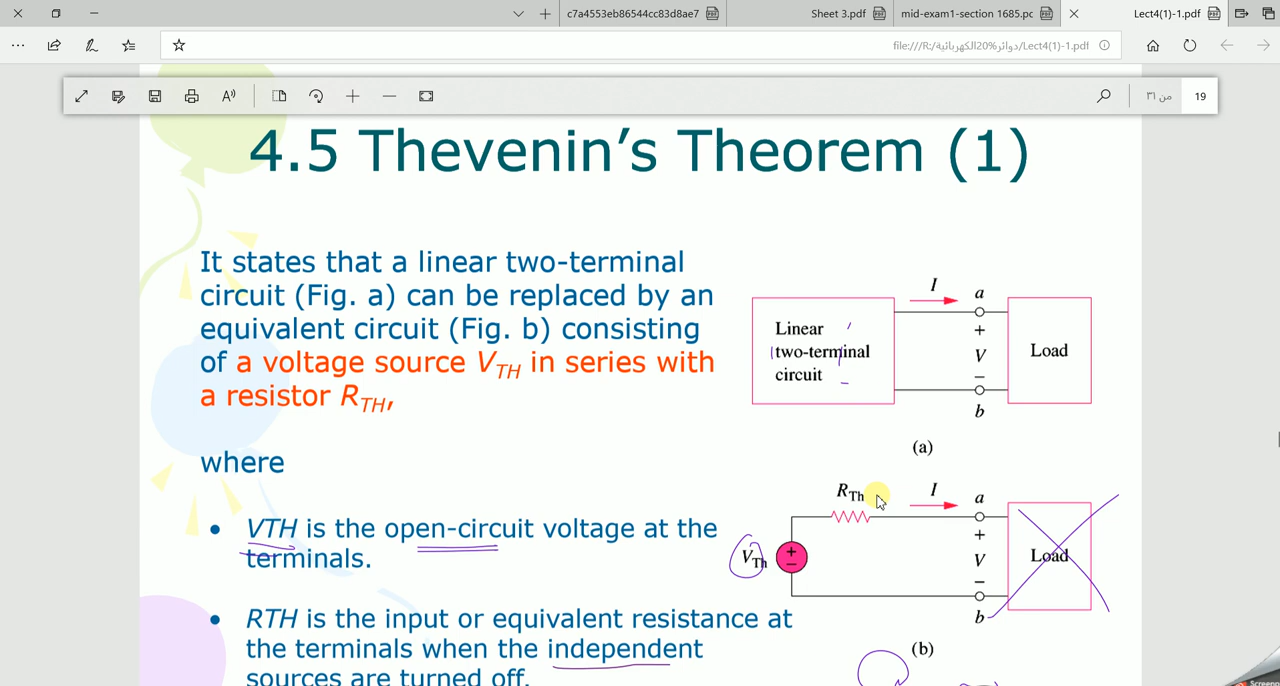 c7a4553eb86544cc83d8ae7
Sheet 3.pdf
mid-exam1-section 1685.pc
Lect4(1)-1.pdf
file:///R:/دوائر%20الكهربائية/Lect4(1)-1.pdf
19
من ٣١
4.5 Thevenin's Theorem (1)
It states that a linear two-terminal
circuit (Fig. a) can be replaced by an
equivalent circuit (Fig. b) consisting
of a voltage source VTH in series with
a resistor RTH,
where
• VTH is the open-circuit voltage at the
terminals.
• RTH is the input or equivalent resistance at
the terminals when the independent
sources are turned off.
I
a
Linear
two-terminal
circuit
+
V
−
Load
b
(a)
RTh
I
a
VTh
+
−
+
V
−
Load
b
(b)